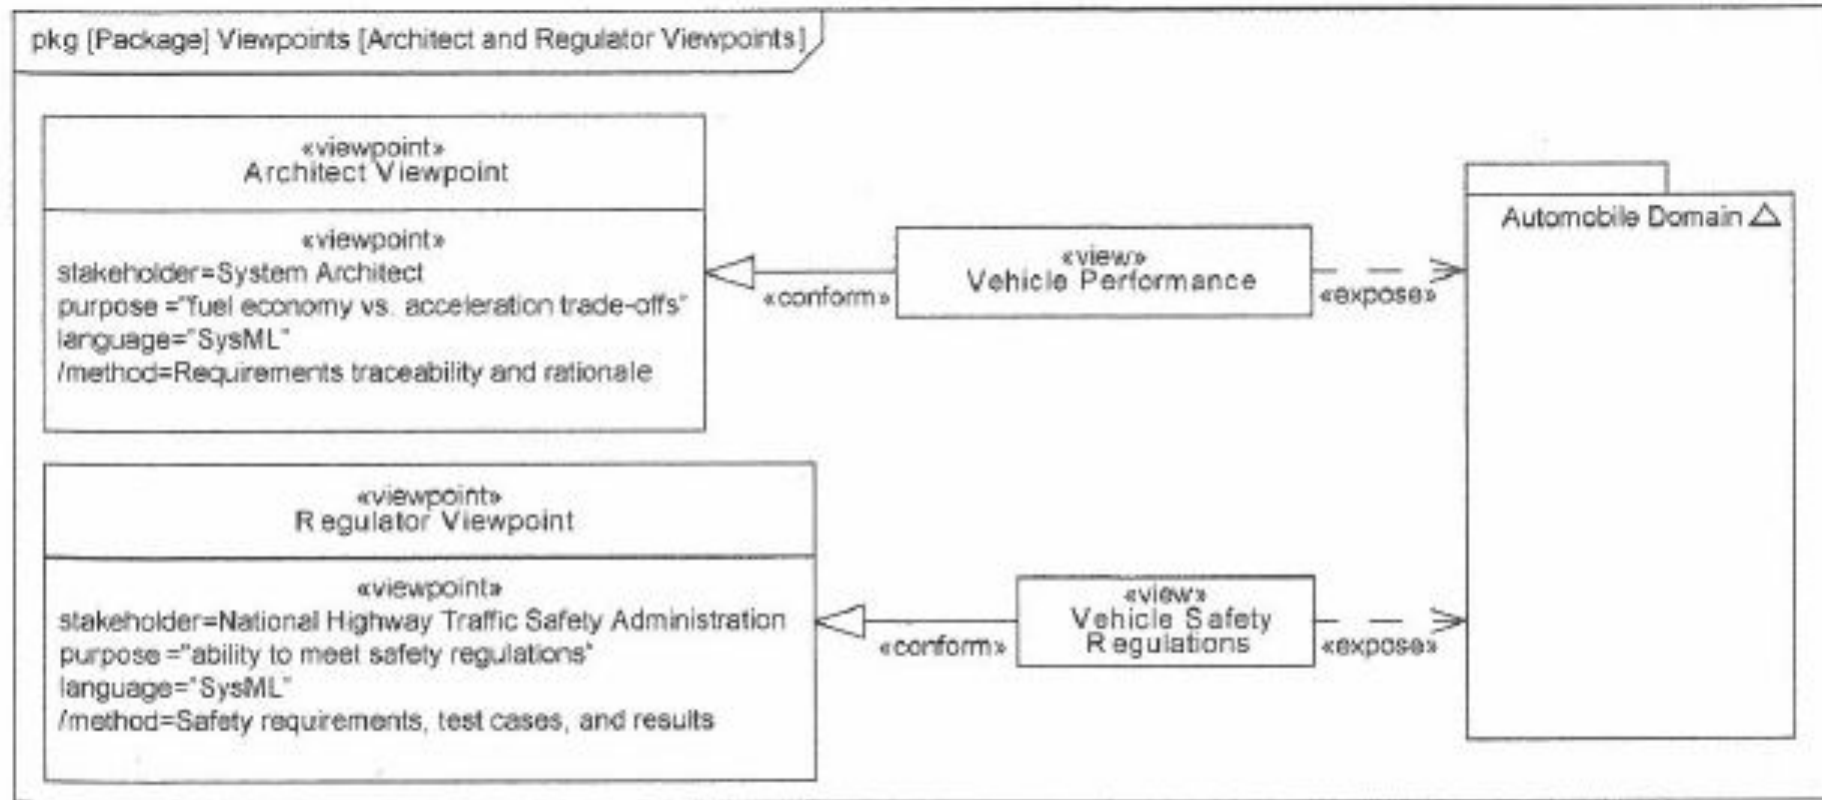 pkg [Package] Viewpoints [Architect and Regulator Viewpoints]
«viewpoint»
Architect Viewpoint
«viewpoint»
stakeholder=System Architect
purpose ="fuel economy vs. acceleration trade-offs"
language="SysML"
/method=Requirements traceability and rationale
«conform»
«view»
Vehicle Performance
«expose»
Automobile Domain
«viewpoint»
Regulator Viewpoint
«viewpoint»
stakeholder=National Highway Traffic Safety Administration
purpose ="ability to meet safety regulations"
language="SysML"
/method=Safety requirements, test cases, and results
«conform»
«view»
Vehicle Safety
Regulations
«expose»